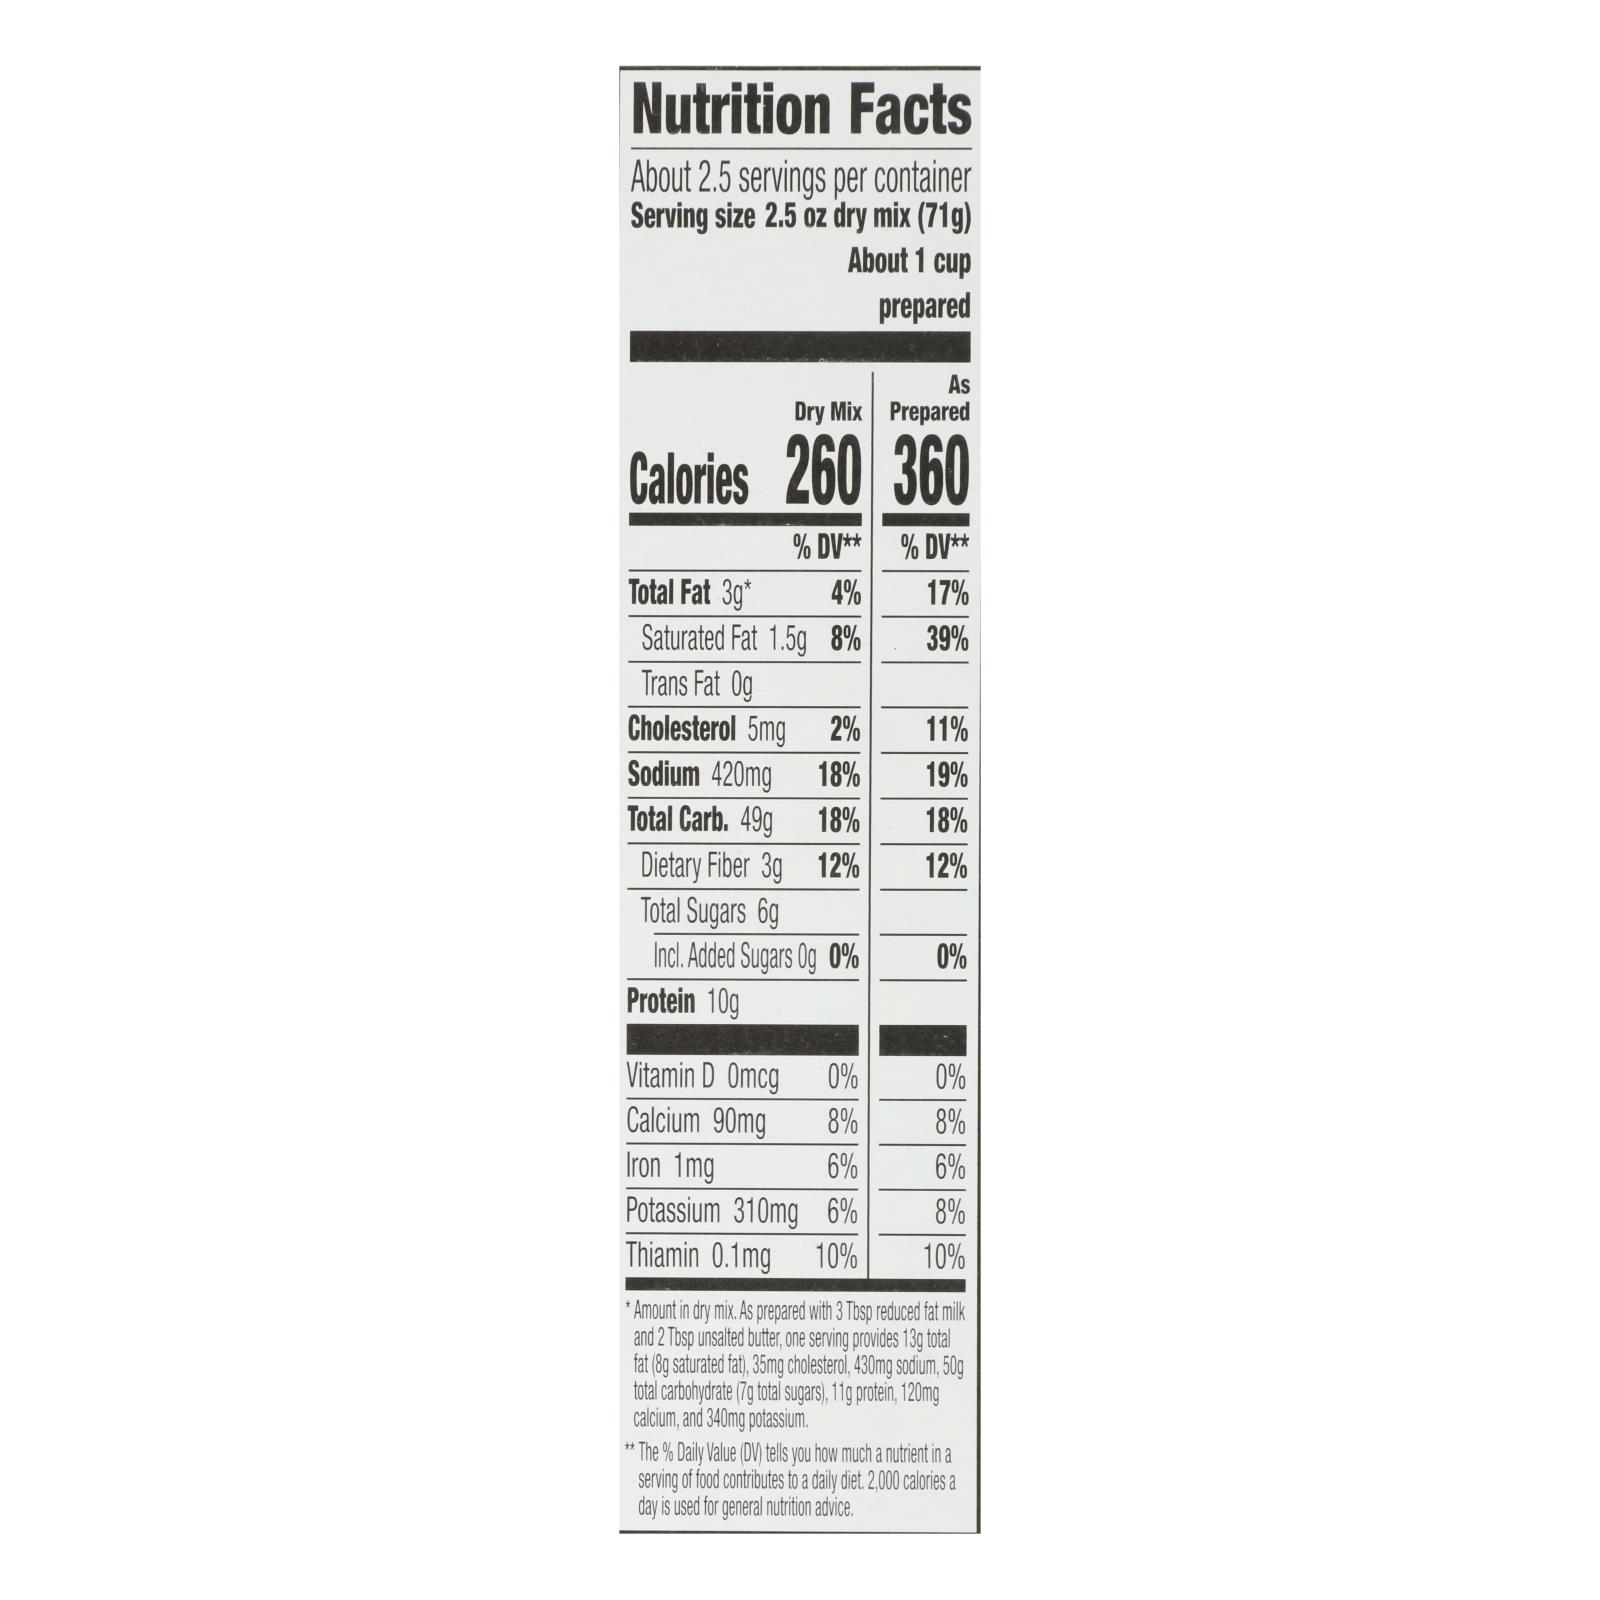 Nutrition Facts
About 2.5 servings per container
Serving size 2.5 oz dry mix (71g)
About 1 cup
prepared
As
Dry Mix Prepared
Calories 260 360
% DV** % DV**
Total Fat 3g* 4% 17%
Saturated Fat 1.5g 8% 39%
Trans Fat 0g
Cholesterol 5mg 2% 11%
Sodium 420mg 18% 19%
Total Carb. 49g 18% 18%
Dietary Fiber 3g 12% 12%
Total Sugars 6g
Incl. Added Sugars 0g 0% 0%
Protein 10g
Vitamin D 0mcg 0% 0%
Calcium 90mg 8% 8%
Iron 1mg 6% 6%
Potassium 310mg 6% 8%
Thiamin 0.1mg 10% 10%
* Amount in dry mix. As prepared with 3 Tbsp reduced fat milk
and 2 Tbsp unsalted butter, one serving provides 13g total
fat (8g saturated fat), 35mg cholesterol, 430mg sodium, 50g
total carbohydrate (7g total sugars), 11g protein, 120mg
calcium, and 340mg potassium.
** The % Daily Value (DV) tells you how much a nutrient in a
serving of food contributes to a daily diet. 2,000 calories a
day is used for general nutrition advice.